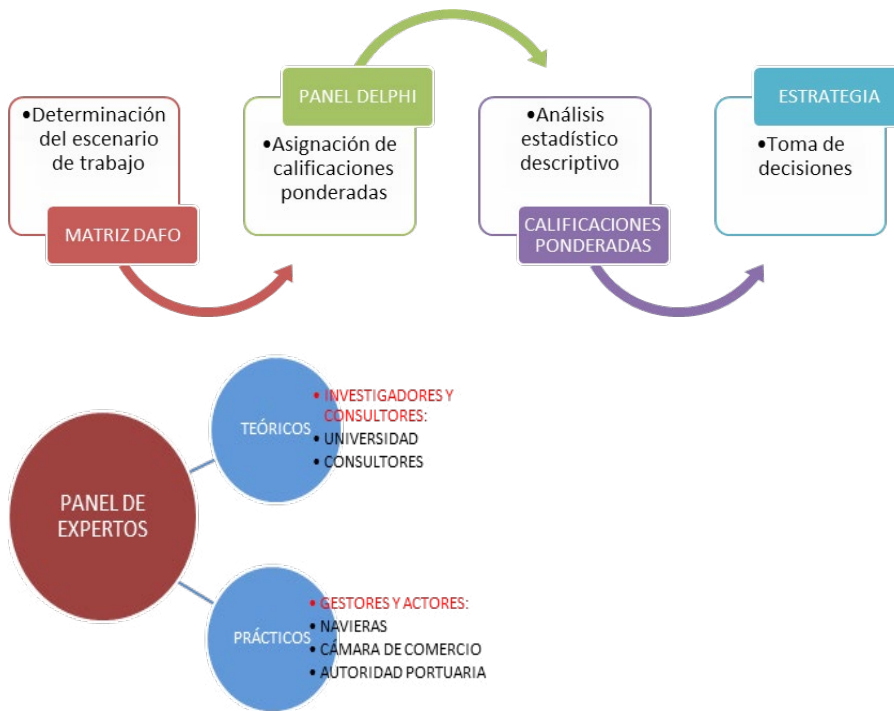 •Determinación
del escenario
de trabajo
MATRIZ DAFO
PANEL DELPHI
•Asignación de
calificaciones
ponderadas
•Análisis
estadístico
descriptivo
CALIFICACIONES
PONDERADAS
ESTRATEGIA
•Toma de
decisiones
PANEL DE
EXPERTOS
TEÓRICOS
• INVESTIGADORES Y
CONSULTORES:
• UNIVERSIDAD
• CONSULTORES
PRÁCTICOS
• GESTORES Y ACTORES:
• NAVIERAS
• CÁMARA DE COMERCIO
• AUTORIDAD PORTUARIA